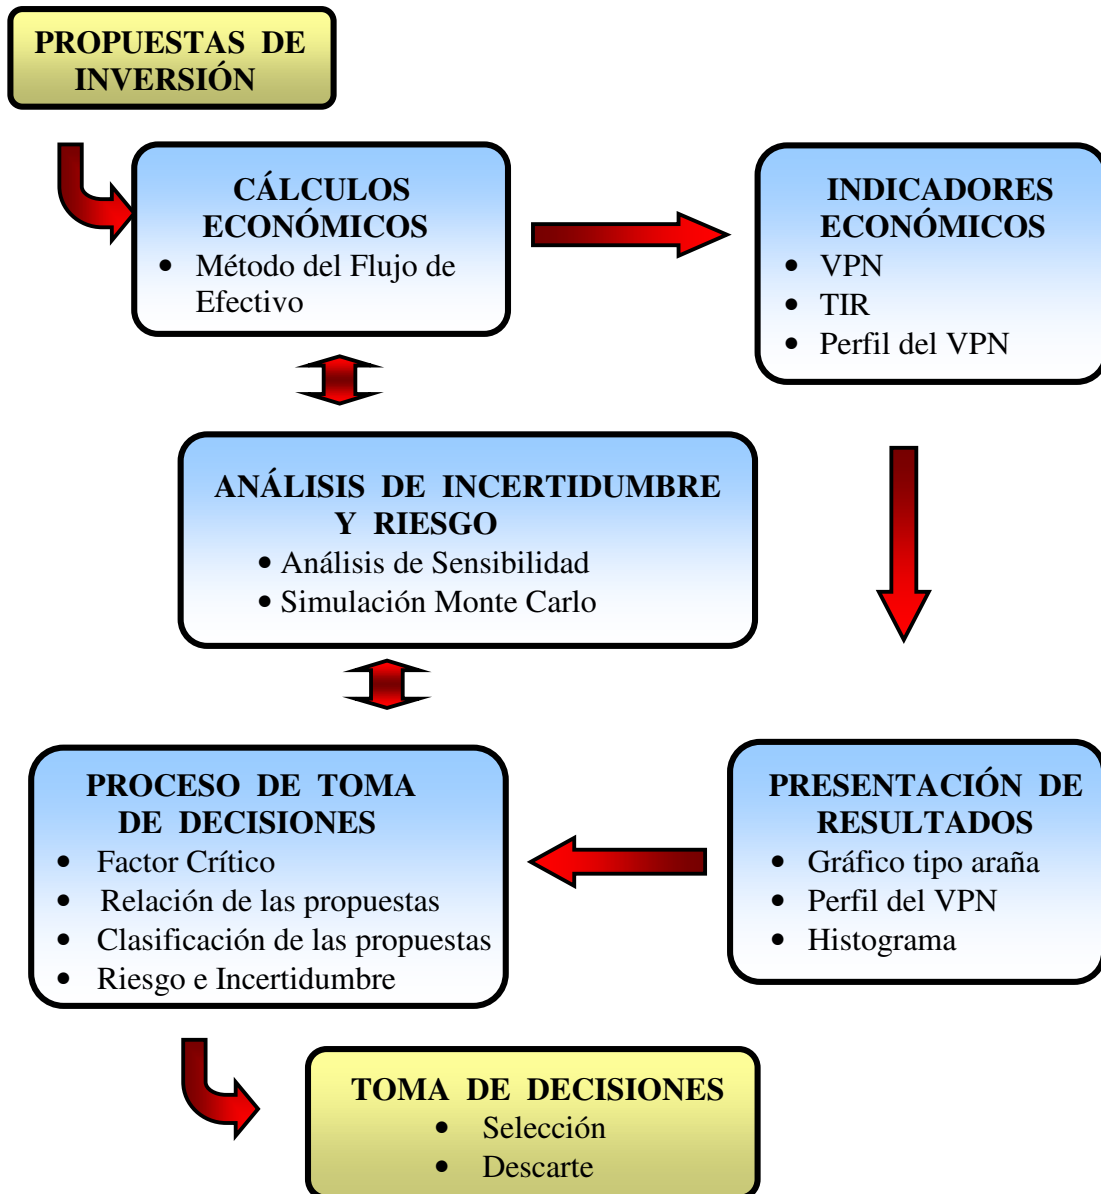 PROPUESTAS DE
INVERSIÓN
CÁLCULOS
ECONÓMICOS
• Método del Flujo de
Efectivo
INDICADORES
ECONÓMICOS
• VPN
• TIR
• Perfil del VPN
ANÁLISIS DE INCERTIDUMBRE
Y RIESGO
• Análisis de Sensibilidad
• Simulación Monte Carlo
PROCESO DE TOMA
DE DECISIONES
• Factor Crítico
• Relación de las propuestas
• Clasificación de las propuestas
• Riesgo e Incertidumbre
PRESENTACIÓN DE
RESULTADOS
• Gráfico tipo araña
• Perfil del VPN
• Histograma
TOMA DE DECISIONES
• Selección
• Descarte